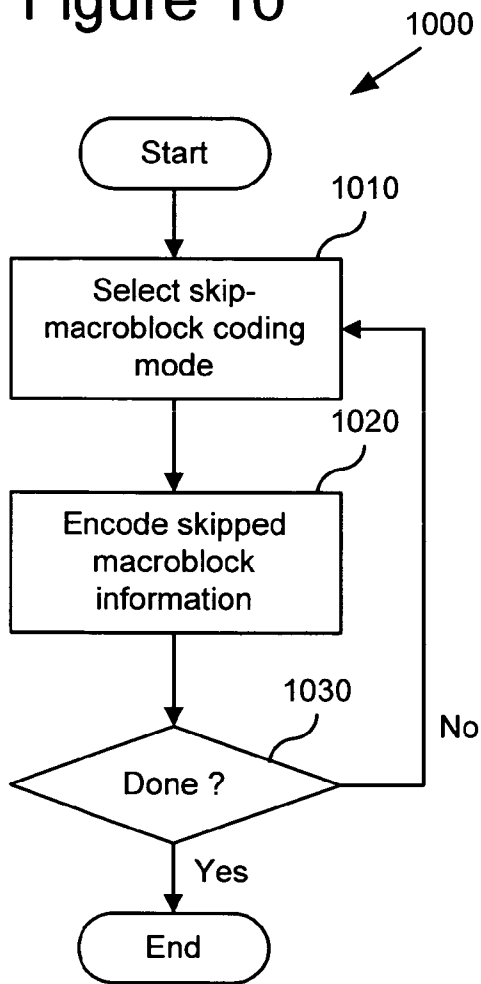 Figure 10
1000
Start
1010
Select skip-
macroblock coding
mode
1020
Encode skipped
macroblock
information
1030
Done ?
No
Yes
End